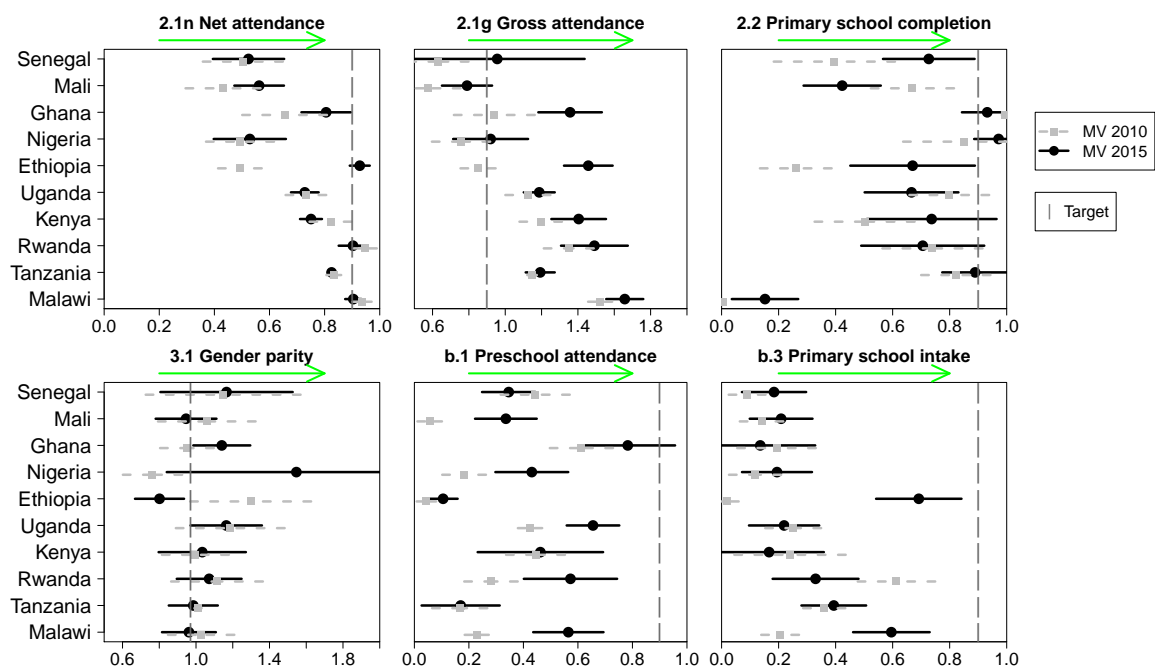 2.1n Net attendance
2.1g Gross attendance
2.2 Primary school completion
Senegal
Mali
Ghana
Nigeria
Ethiopia
Uganda
Kenya
Rwanda
Tanzania
Malawi
0.0 0.2 0.4 0.6 0.8 1.0
0.6 1.0 1.4 1.8
0.0 0.2 0.4 0.6 0.8 1.0
MV 2010
MV 2015
Target
3.1 Gender parity
b.1 Preschool attendance
b.3 Primary school intake
Senegal
Mali
Ghana
Nigeria
Ethiopia
Uganda
Kenya
Rwanda
Tanzania
Malawi
0.6 1.0 1.4 1.8
0.0 0.2 0.4 0.6 0.8 1.0
0.0 0.2 0.4 0.6 0.8 1.0